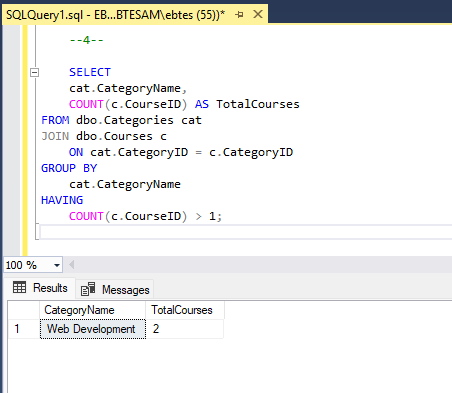 SQLQuery1.sql - EB...BTESAM\ebtes (55))*
--4--
SELECT
cat.CategoryName,
COUNT(c.CourseID) AS TotalCourses
FROM dbo.Categories cat
JOIN dbo.Courses c
ON cat.CategoryID = c.CategoryID
GROUP BY
cat.CategoryName
HAVING
COUNT(c.CourseID) > 1;
100 %
Results Messages
CategoryName TotalCourses
1 Web Development 2